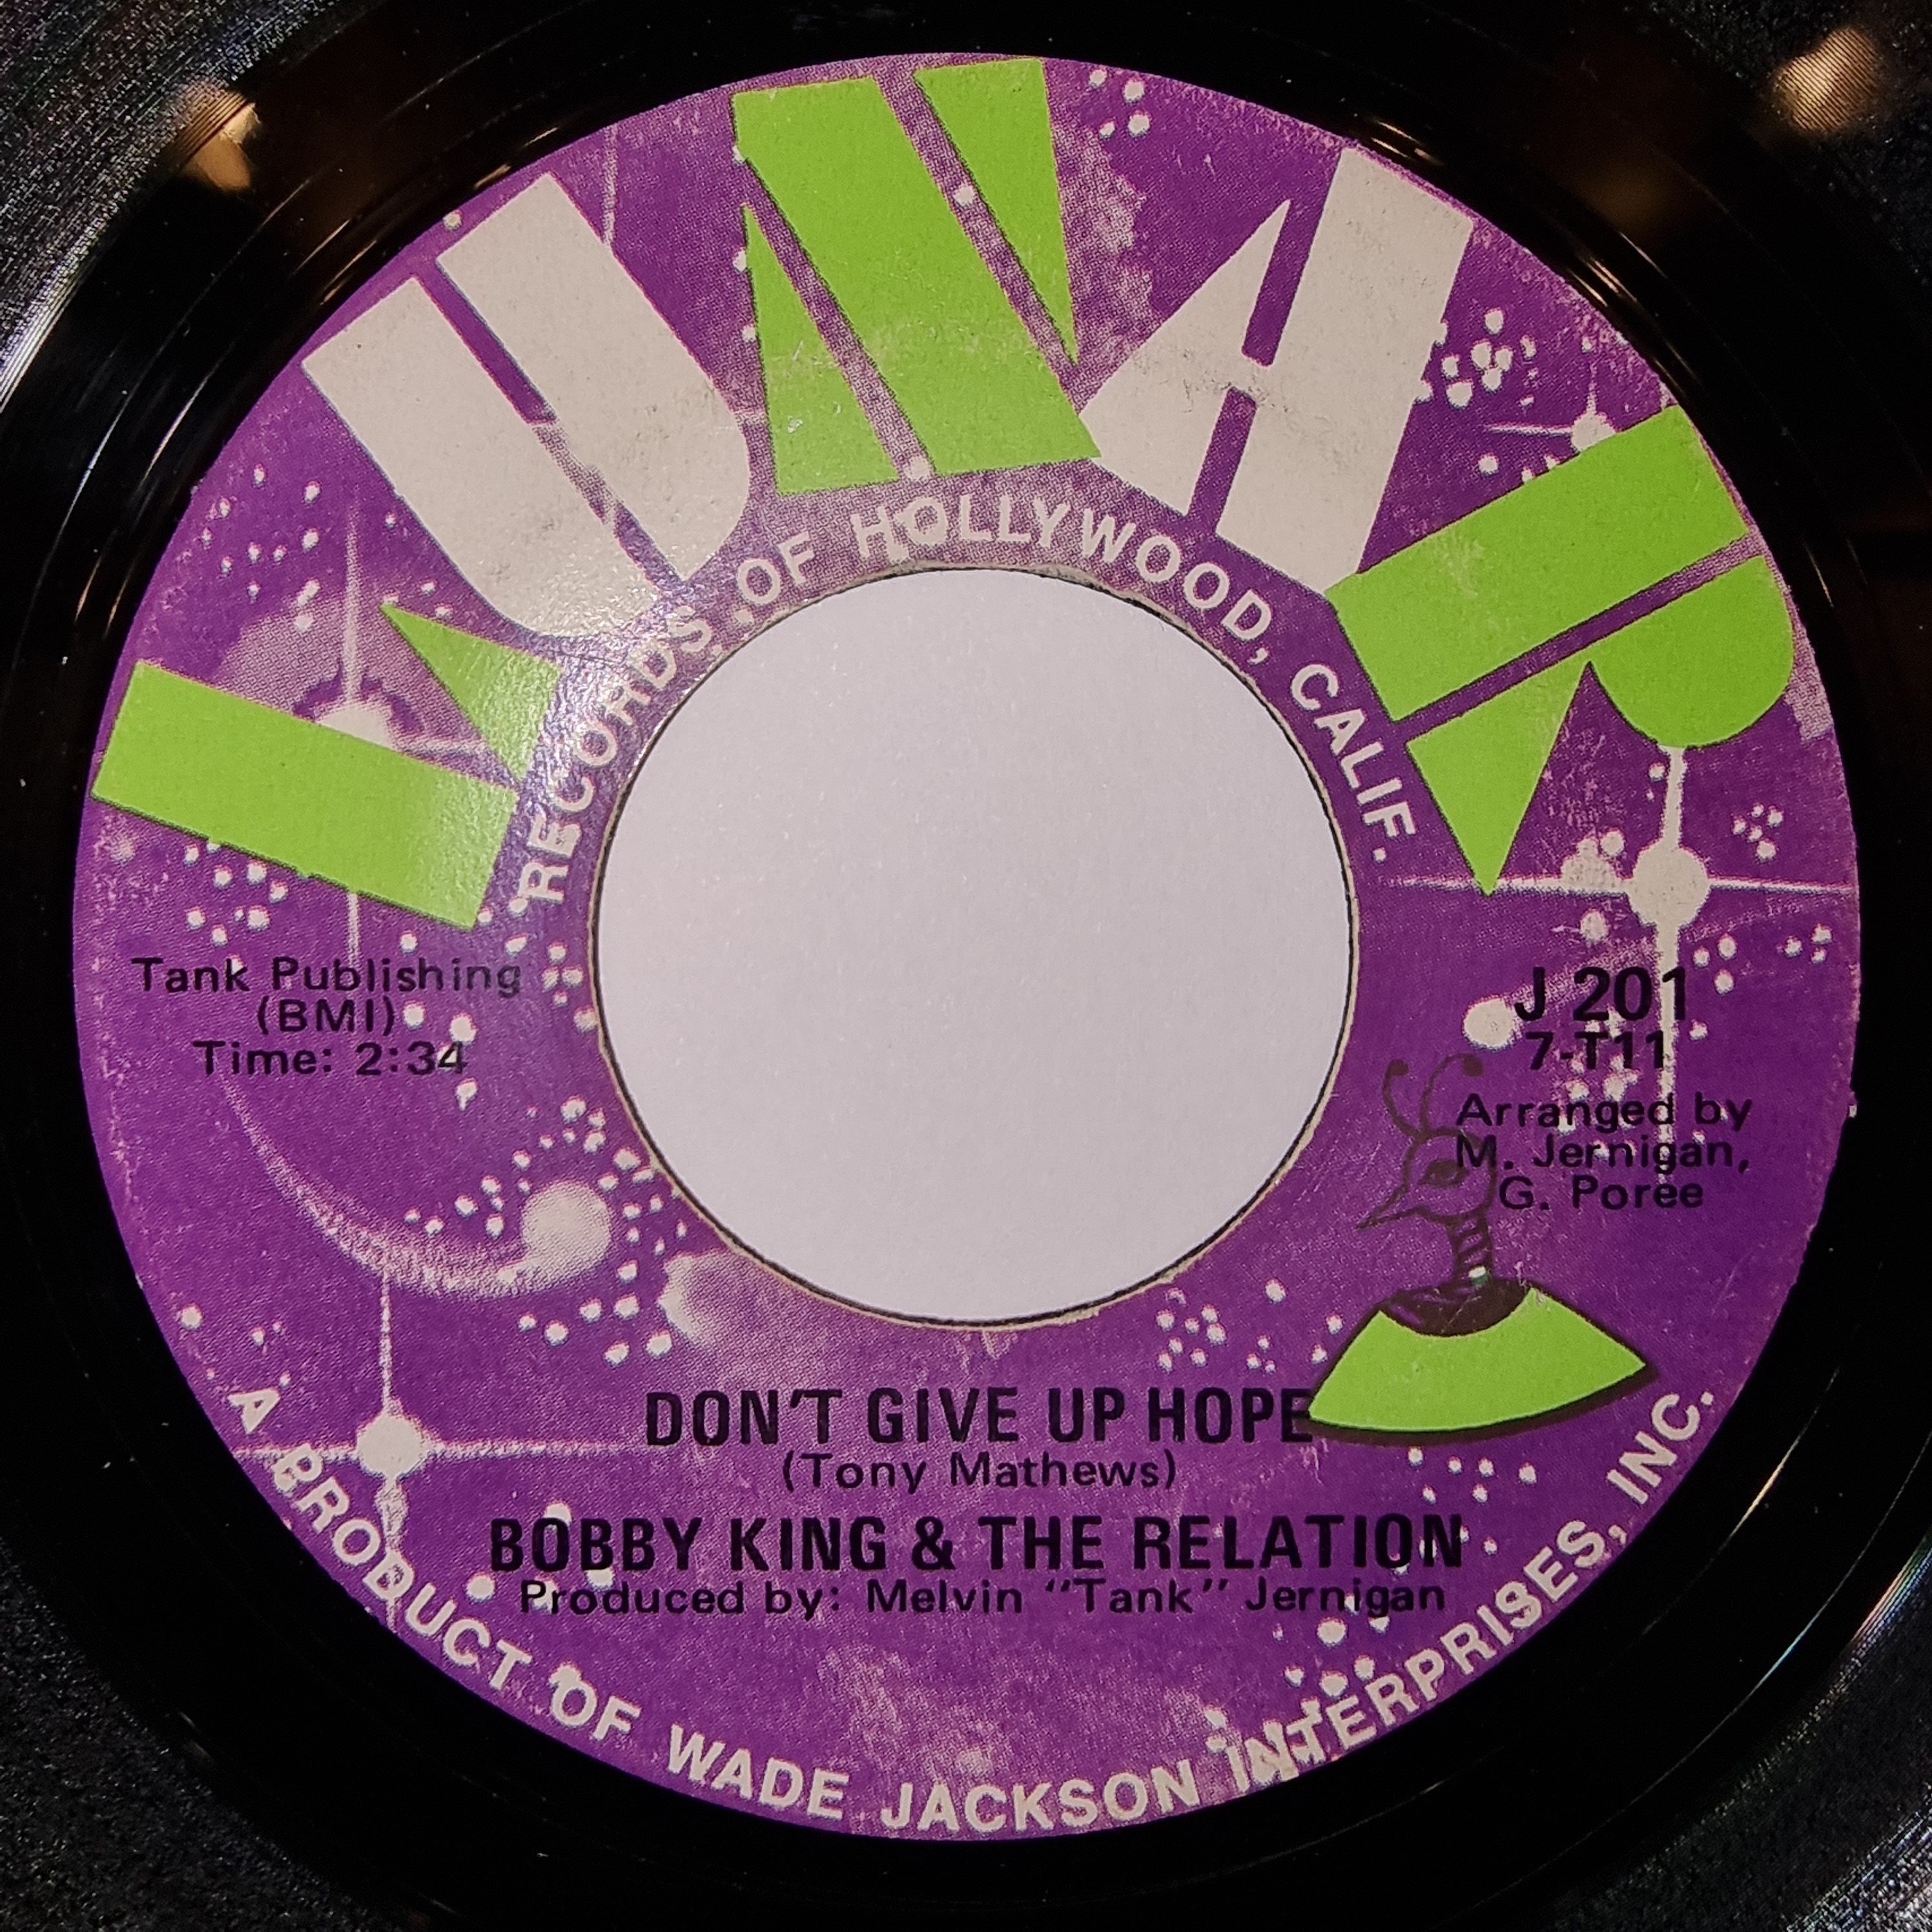 LUNAR
RECORDS OF HOLLYWOOD, CALIF.
Tank Publishing
(BMI)
Time: 2:34
J 201
7-T11
Arranged by
M. Jernigan,
G. Poree
DON'T GIVE UP HOPE
(Tony Mathews)
BOBBY KING & THE RELATION
Produced by: Melvin "Tank" Jernigan
A PRODUCT OF WADE JACKSON INTERPRISES, INC.